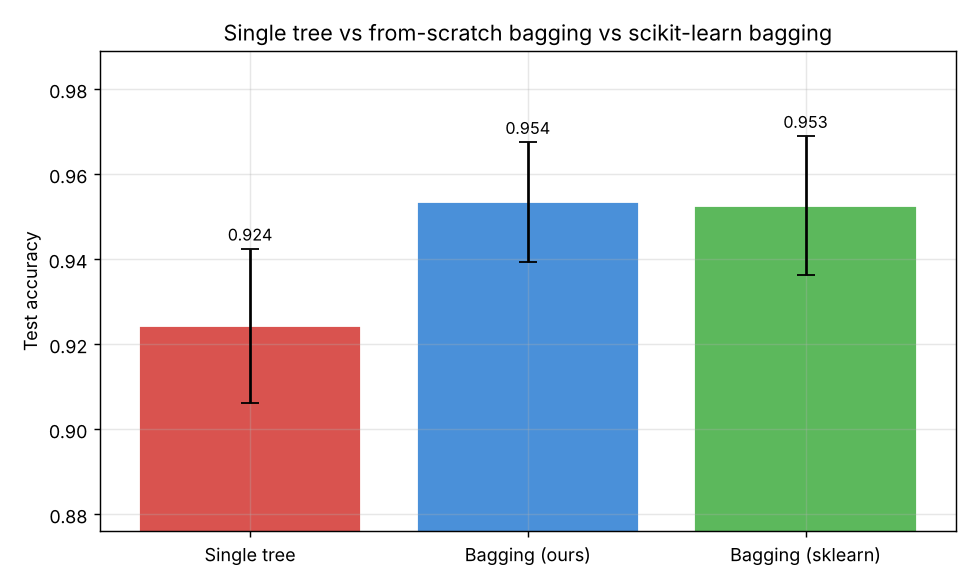 Single tree vs from-scratch bagging vs scikit-learn bagging
Test accuracy
0.98
0.96
0.94
0.92
0.90
0.88
0.924
0.954
0.953
Single tree
Bagging (ours)
Bagging (sklearn)